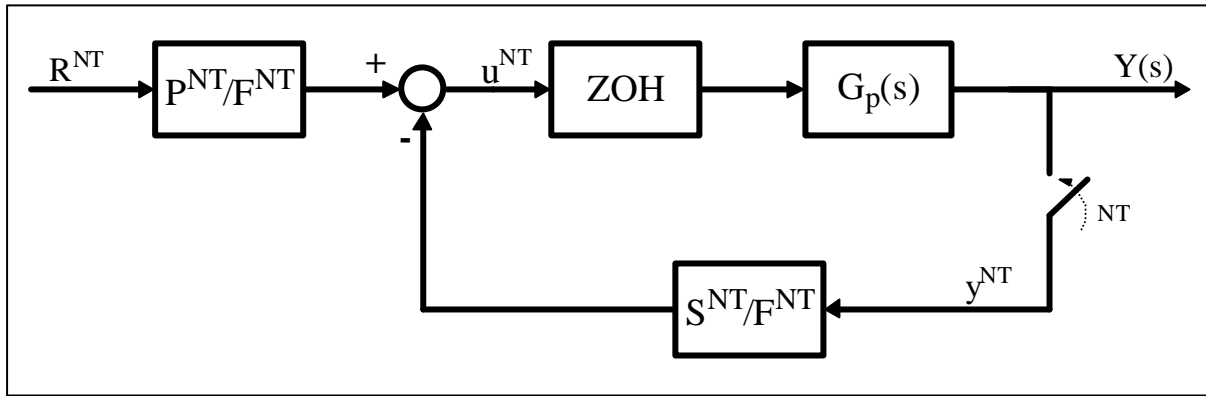 R^NT
P^NT/F^NT
+
-
u^NT
ZOH
G_p(s)
Y(s)
NT
y^NT
S^NT/F^NT